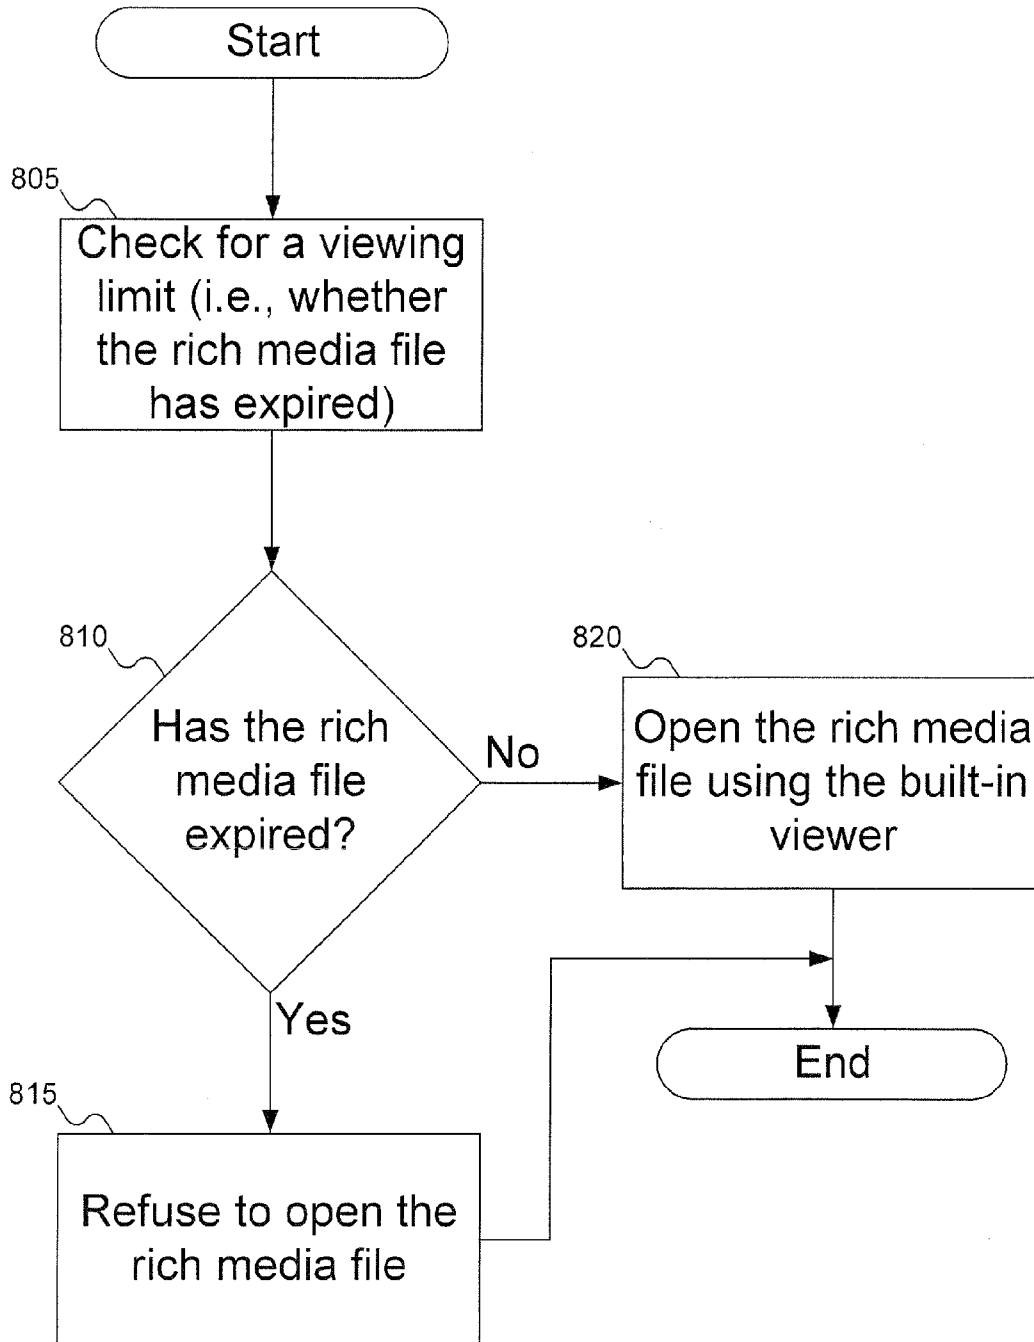 Start
805
Check for a viewing
limit (i.e., whether
the rich media file
has expired)
810
Has the rich
media file
expired?
No
820
Open the rich media
file using the built-in
viewer
Yes
End
815
Refuse to open the
rich media file